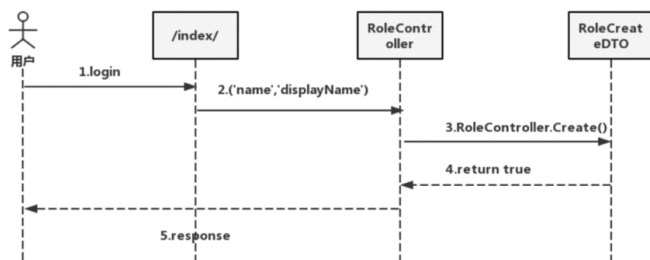 /index/
RoleContr
oller
RoleCreat
eDTO
用户
1.login
2.('name','displayName')
3.RoleController.Create()
4.return true
5.response